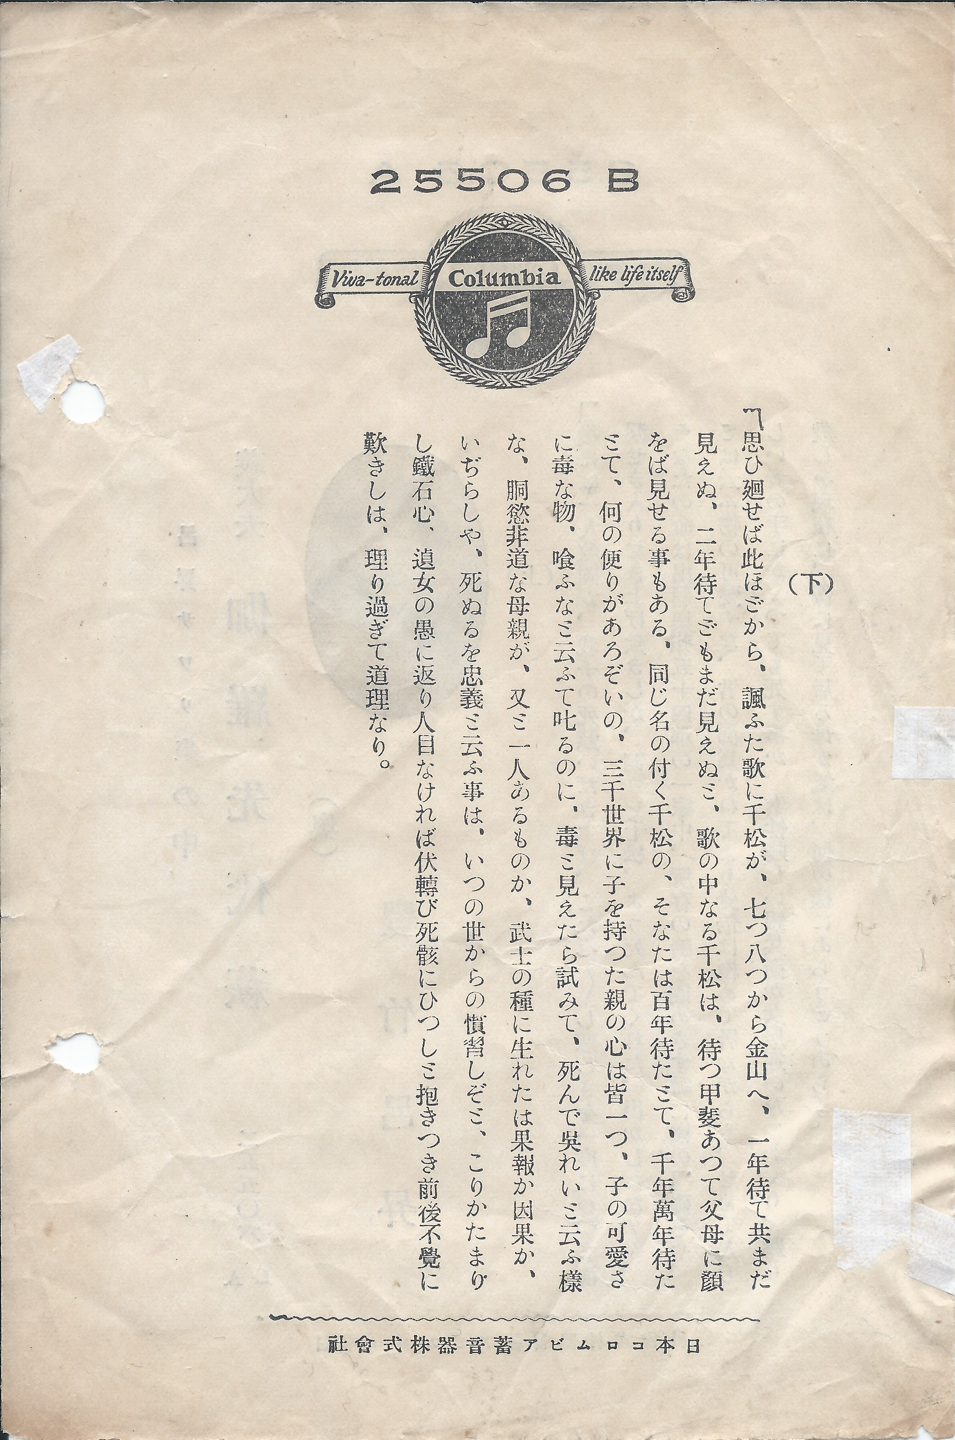 25506 B
Viva-tonal Columbia like life itself
(下)
〽思ひ廻せば此ほどから、諷ふた歌に千松が、七つ八つから金山へ、一年待て共まだ
見えぬ、二年待てどもまだ見えぬと、歌の中なる千松は、待つ甲斐あつて父母に顔
をば見せる事もある、同じ名の付く千松の、そなたは百年待たとて、千年萬年待た
とて、何の便りがあろぞいの、三千世界に子を持つた親の心は皆一つ、子の可愛さ
に毒な物、喰ふなと云ふて叱るのに、毒と見えたら試みて、死んで呉れいと云ふ様
な、胴慾非道な母親が、又と一人あるものか、武士の種に生れたは果報か因果か、
いぢらしや、死ぬるを忠義と云ふ事は、いつの世からの慣習しぞと、こりかたまり
し鐵石心、遉女の愚に返り人目なければ伏轉び死骸にひつしと抱きつき前後不覺に
歎きしは、理り過ぎて道理なり。
日本コロムビア蓄音器株式會社